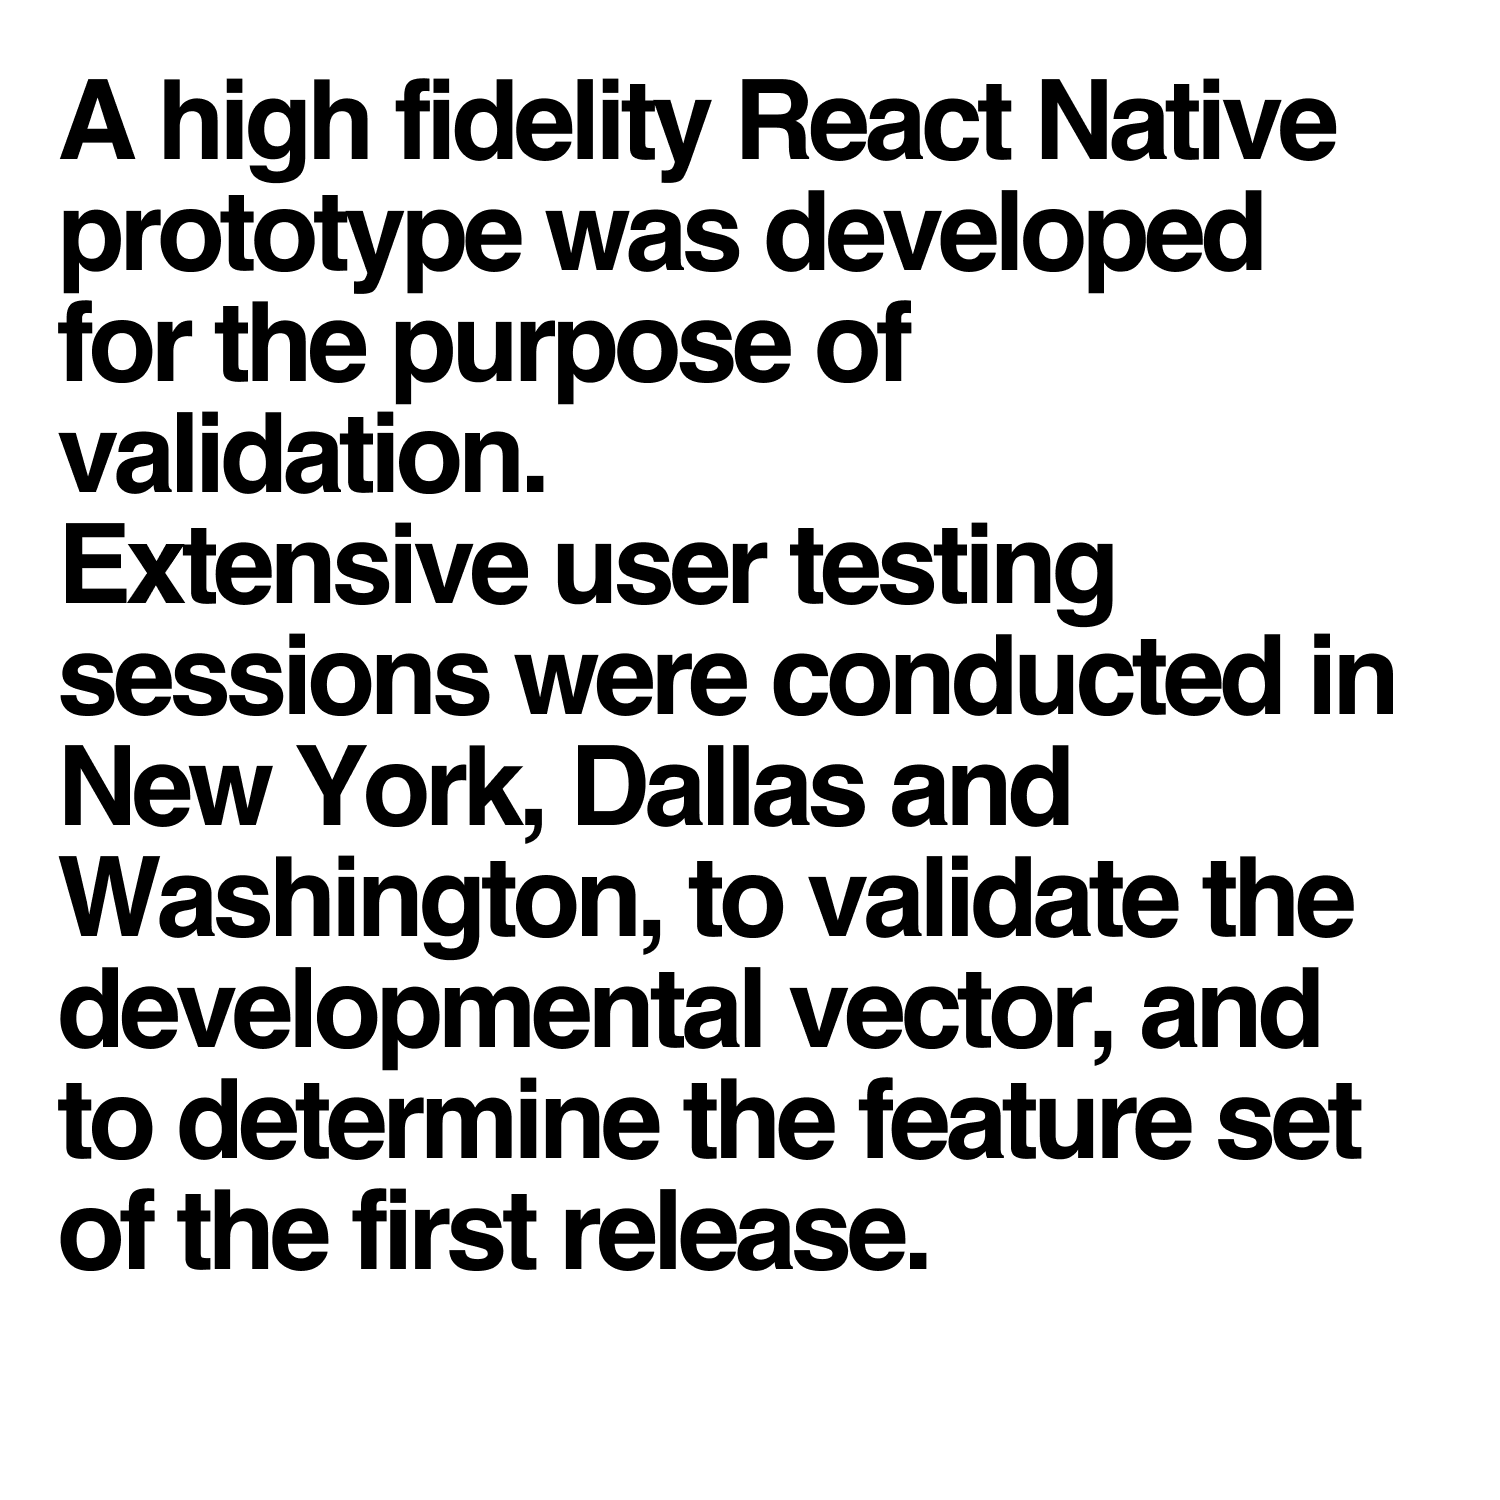 A high fidelity React Native
prototype was developed
for the purpose of
validation.
Extensive user testing
sessions were conducted in
New York, Dallas and
Washington, to validate the
developmental vector, and
to determine the feature set
of the first release.